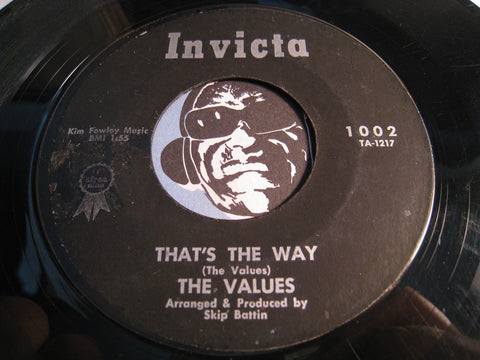 Invicta
Kim Fowley Music
BMI 1:55
1002
TA-1217
THAT'S THE WAY
(The Values)
THE VALUES
Arranged & Produced by
Skip Battin